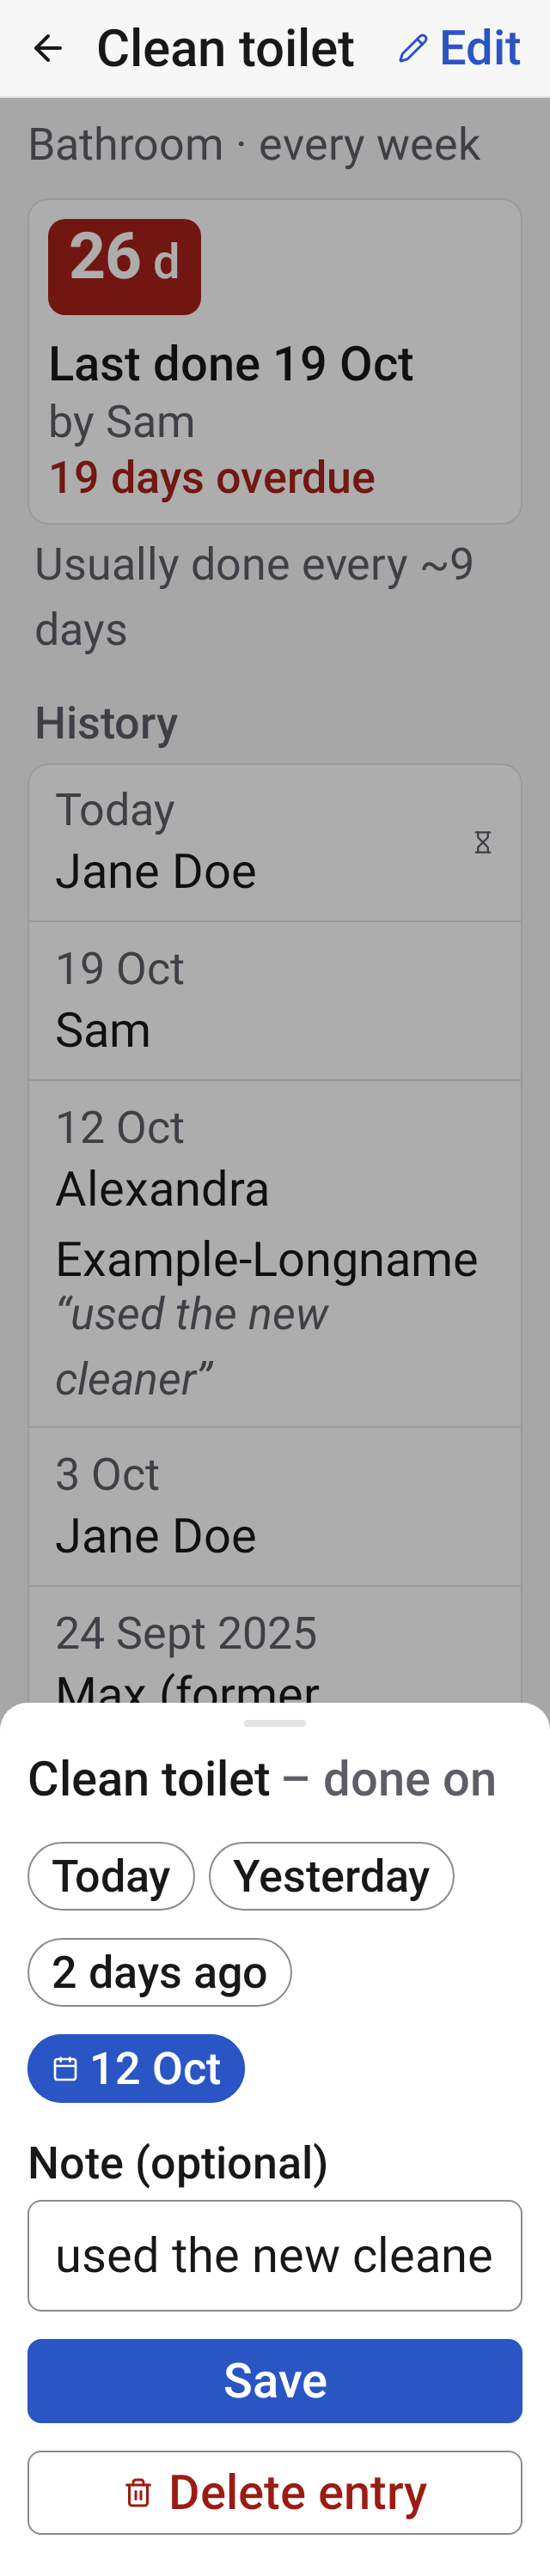 Clean toilet
Edit
Bathroom · every week
26 d
Last done 19 Oct
by Sam
19 days overdue
Usually done every ~9
days
History
Today
Jane Doe
19 Oct
Sam
12 Oct
Alexandra
Example-Longname
“used the new
cleaner”
3 Oct
Jane Doe
24 Sept 2025
Max (former
Clean toilet – done on
Today
Yesterday
2 days ago
12 Oct
Note (optional)
used the new cleane
Save
Delete entry